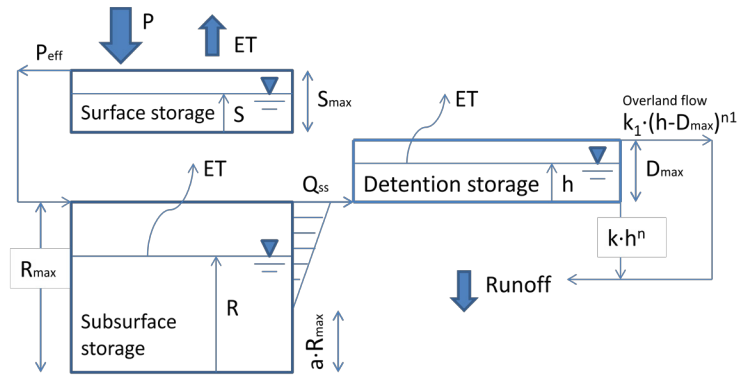 P
ET
Peff
Surface storage
S
Smax
ET
Overland flow
k1·(h-Dmax)n1
ET
Qss
Detention storage
h
Dmax
k·hn
Rmax
R
Runoff
Subsurface
storage
a·Rmax